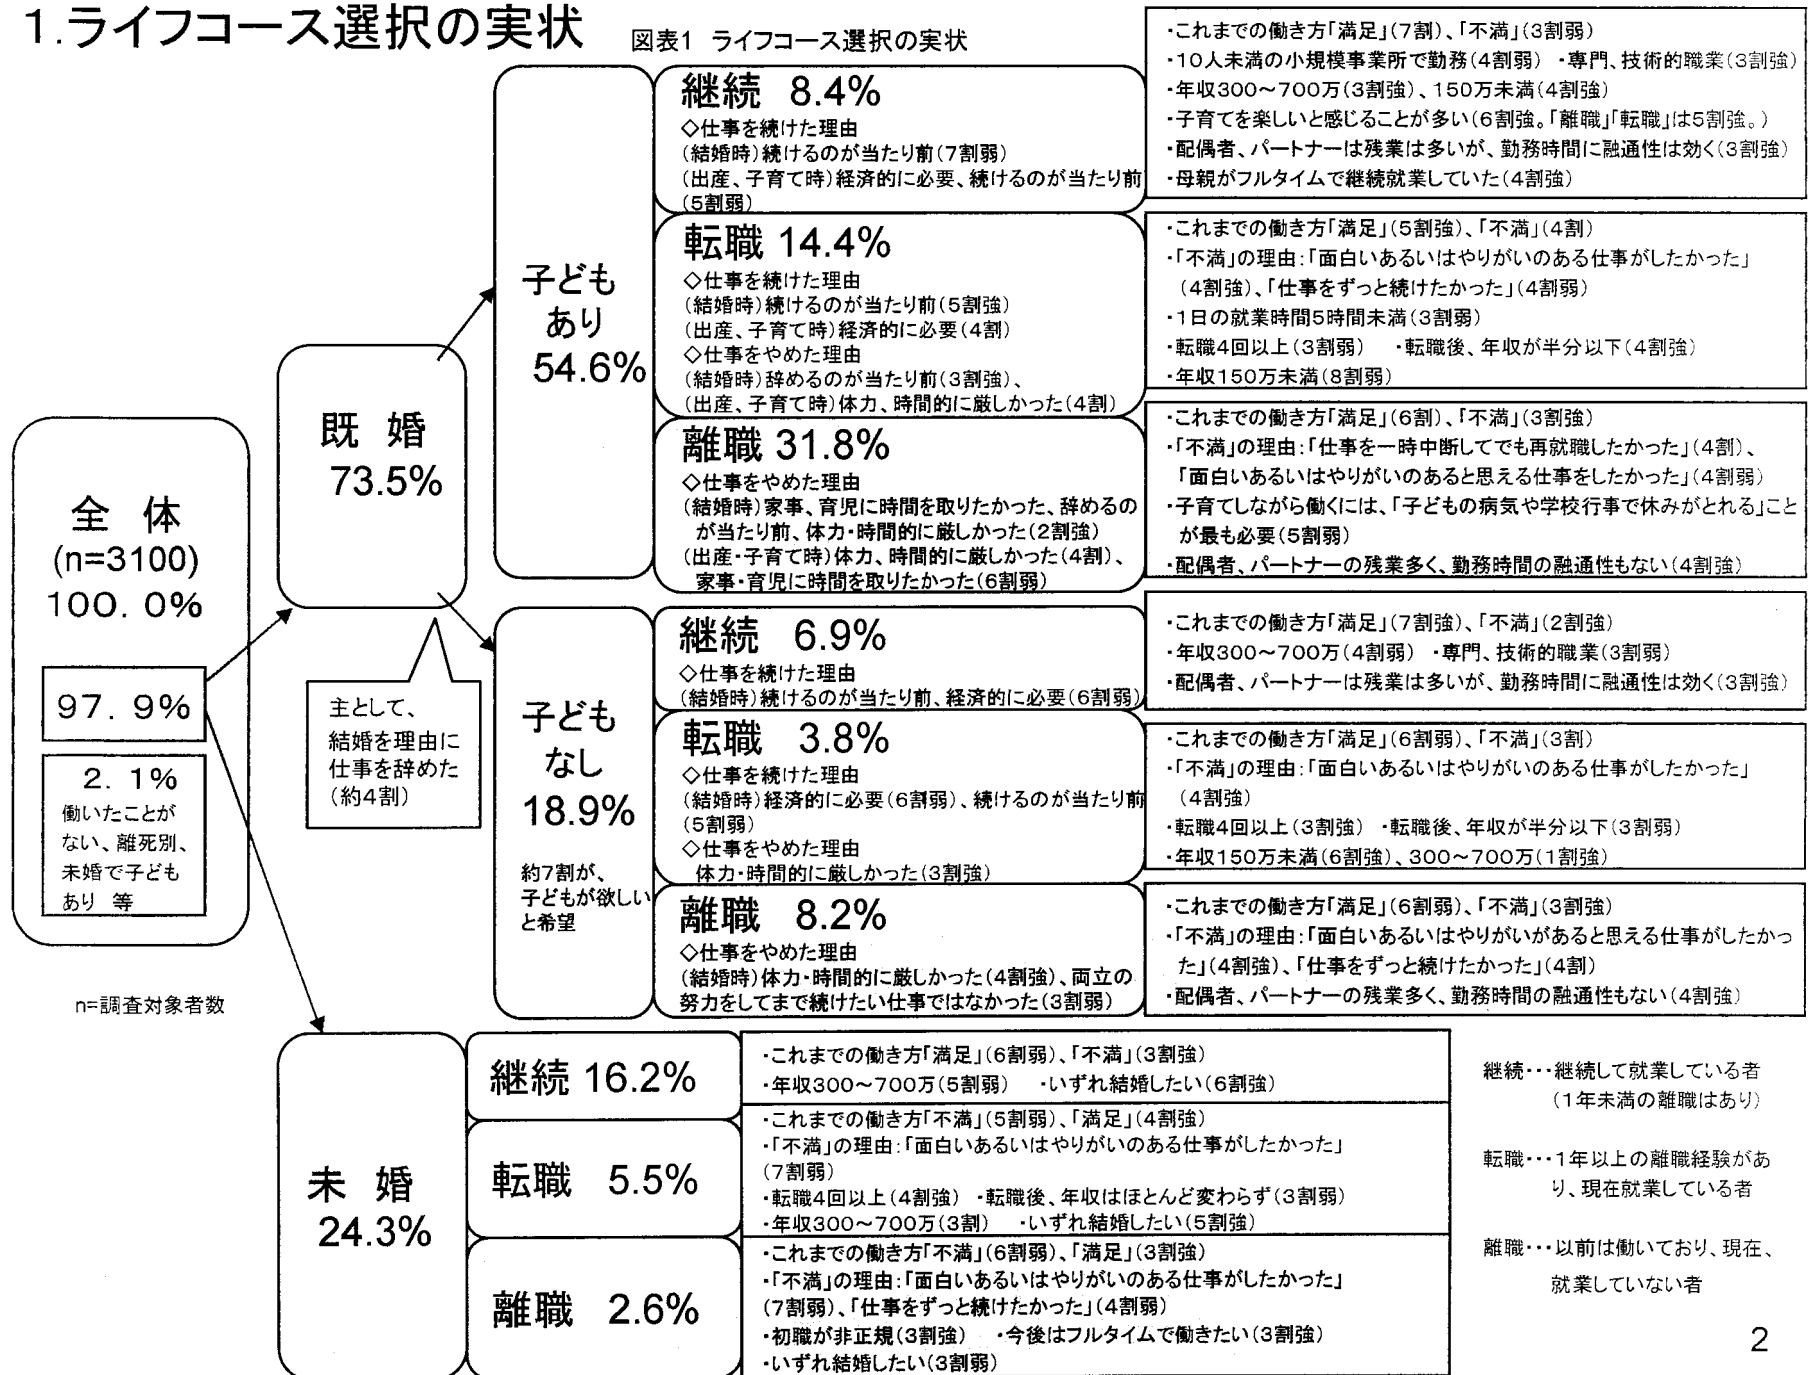 1.ライフコース選択の実状
図表1 ライフコース選択の実状
全 体
(n=3100)
100.0%
97.9%
2.1%
働いたことが
ない、離死別、
未婚で子ども
あり 等
n=調査対象者数
既 婚
73.5%
主として、
結婚を理由に
仕事を辞めた
(約4割)
子ども
あり
54.6%
継続 8.4%
◇仕事を続けた理由
(結婚時)続けるのが当たり前(7割弱)
(出産、子育て時)経済的に必要、続けるのが当たり前
(5割弱)
・これまでの働き方「満足」(7割)、「不満」(3割弱)
・10人未満の小規模事業所で勤務(4割弱) ・専門、技術的職業(3割強)
・年収300～700万(3割強)、150万未満(4割強)
・子育てを楽しいと感じることが多い(6割強。「離職」「転職」は5割強。)
・配偶者、パートナーは残業は多いが、勤務時間に融通性は効く(3割強)
・母親がフルタイムで継続就業していた(4割強)
転職 14.4%
◇仕事を続けた理由
(結婚時)続けるのが当たり前(5割強)
(出産、子育て時)経済的に必要(4割)
◇仕事をやめた理由
(結婚時)辞めるのが当たり前(3割強)、
(出産、子育て時)体力、時間的に厳しかった(4割)
・これまでの働き方「満足」(5割強)、「不満」(4割)
・「不満」の理由:「面白いあるいはやりがいのある仕事がしたかった」
(4割強)、「仕事をずっと続けたかった」(4割弱)
・1日の就業時間5時間未満(3割弱)
・転職4回以上(3割弱) ・転職後、年収が半分以下(4割強)
・年収150万未満(8割弱)
離職 31.8%
◇仕事をやめた理由
(結婚時)家事、育児に時間を取りたかった、辞めるの
が当たり前、体力・時間的に厳しかった(2割強)
(出産・子育て時)体力、時間的に厳しかった(4割)、
家事・育児に時間を取りたかった(6割弱)
・これまでの働き方「満足」(6割)、「不満」(3割強)
・「不満」の理由:「仕事を一時中断してでも再就職したかった」(4割)、
「面白いあるいはやりがいのあると思える仕事をしたかった」(4割弱)
・子育てしながら働くには、「子どもの病気や学校行事で休みがとれる」こと
が最も必要(5割弱)
・配偶者、パートナーの残業多く、勤務時間の融通性もない(4割強)
子ども
なし
18.9%
約7割が、
子どもが欲しい
と希望
継続 6.9%
◇仕事を続けた理由
(結婚時)続けるのが当たり前、経済的に必要(6割弱)
・これまでの働き方「満足」(7割強)、「不満」(2割強)
・年収300～700万(4割弱) ・専門、技術的職業(3割弱)
・配偶者、パートナーは残業は多いが、勤務時間に融通性は効く(3割強)
転職 3.8%
◇仕事を続けた理由
(結婚時)経済的に必要(6割弱)、続けるのが当たり前
(5割弱)
◇仕事をやめた理由
体力・時間的に厳しかった(3割強)
・これまでの働き方「満足」(6割弱)、「不満」(3割)
・「不満」の理由:「面白いあるいはやりがいのある仕事がしたかった」
(4割強)
・転職4回以上(3割強) ・転職後、年収が半分以下(3割弱)
・年収150万未満(6割強)、300～700万(1割強)
離職 8.2%
◇仕事をやめた理由
(結婚時)体力・時間的に厳しかった(4割強)、両立の
努力をしてまで続けたい仕事ではなかった(3割弱)
・これまでの働き方「満足」(6割弱)、「不満」(3割強)
・「不満」の理由:「面白いあるいはやりがいがあると思える仕事がしたかっ
た」(4割強)、「仕事をずっと続けたかった」(4割)
・配偶者、パートナーの残業多く、勤務時間の融通性もない(4割強)
未 婚
24.3%
継続 16.2%
・これまでの働き方「満足」(6割弱)、「不満」(3割強)
・年収300～700万(5割弱) ・いずれ結婚したい(6割強)
転職 5.5%
・これまでの働き方「不満」(5割弱)、「満足」(4割強)
・「不満」の理由:「面白いあるいはやりがいのある仕事がしたかった」
(7割弱)
・転職4回以上(4割強) ・転職後、年収はほとんど変わらず(3割弱)
・年収300～700万(3割) ・いずれ結婚したい(5割強)
離職 2.6%
・これまでの働き方「不満」(6割弱)、「満足」(3割強)
・「不満」の理由:「面白いあるいはやりがいのある仕事がしたかった」
(7割弱)、「仕事をずっと続けたかった」(4割弱)
・初職が非正規(3割強) ・今後はフルタイムで働きたい(3割強)
・いずれ結婚したい(3割弱)
継続・・・継続して就業している者
(1年未満の離職はあり)
転職・・・1年以上の離職経験があ
り、現在就業している者
離職・・・以前は働いており、現在、
就業していない者
2